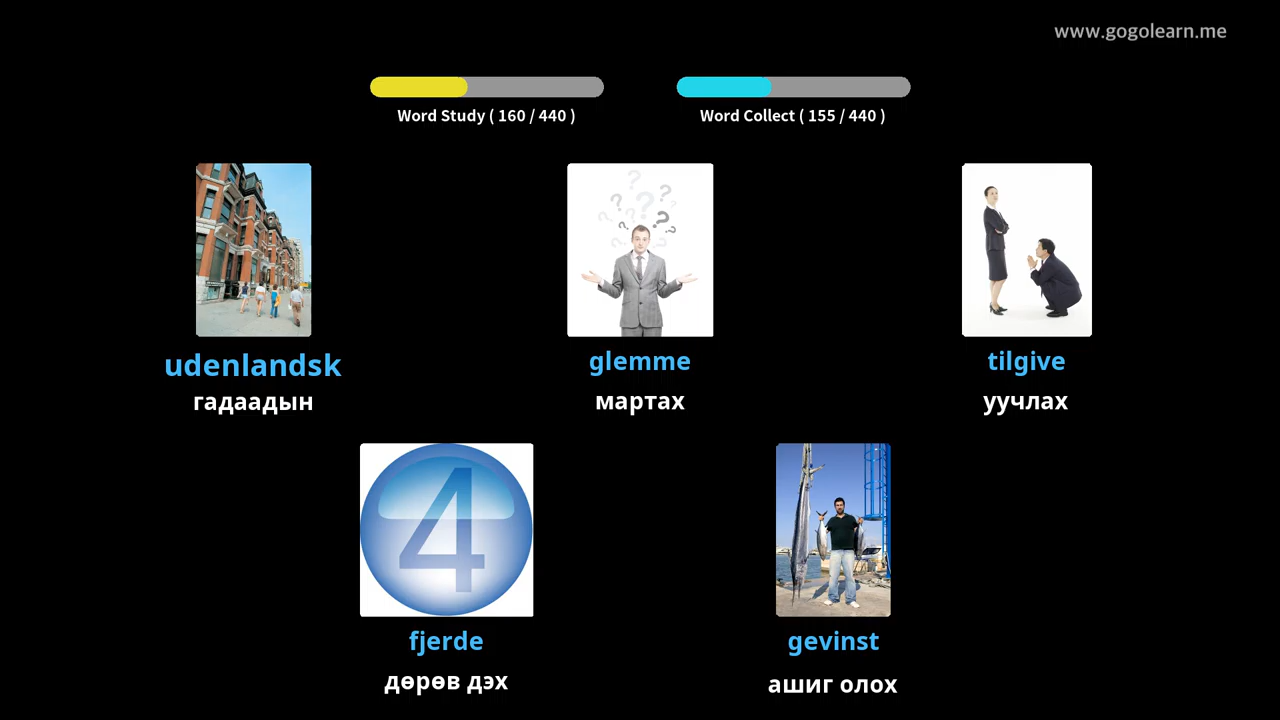 www.gogolearn.me
Word Study ( 160 / 440 )
Word Collect ( 155 / 440 )
udenlandsk
гадаадын
glemme
мартах
tilgive
уучлах
4
fjerde
дөрөв дэх
gevinst
ашиг олох